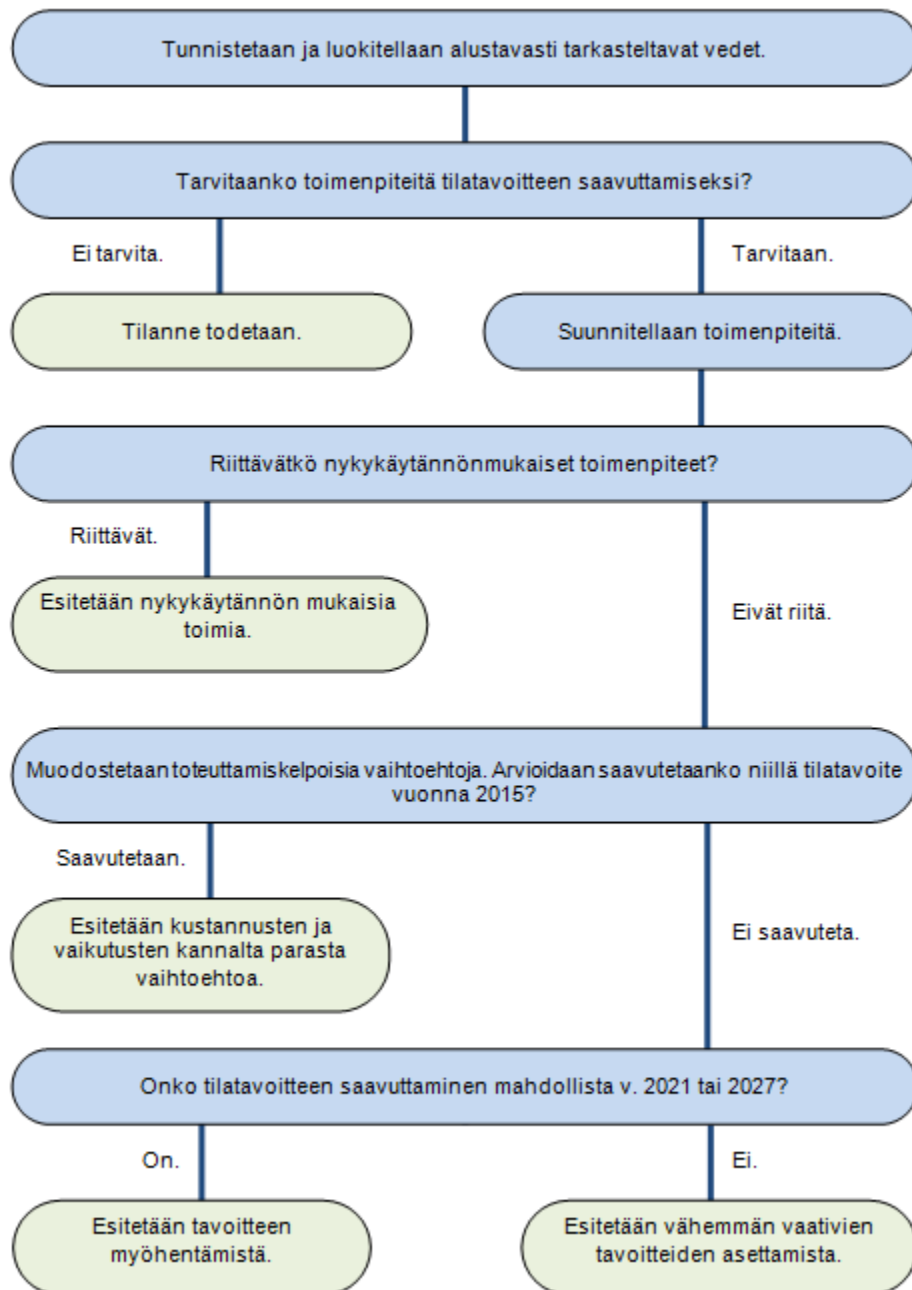 Tunnistetaan ja luokitellaan alustavasti tarkasteltavat vedet.
Tarvitaanko toimenpiteitä tilatavoitteen saavuttamiseksi?
Ei tarvita.
Tarvitaan.
Tilanne todetaan.
Suunnitellaan toimenpiteitä.
Riittävätkö nykykäytännönmukaiset toimenpiteet?
Riittävät.
Esitetään nykykäytännön mukaisia
toimia.
Eivät riitä.
Muodostetaan toteuttamiskelpoisia vaihtoehtoja. Arvioidaan saavutetaanko niillä tilatavoite
vuonna 2015?
Saavutetaan.
Esitetään kustannusten ja
vaikutusten kannalta parasta
vaihtoehtoa.
Ei saavuteta.
Onko tilatavoitteen saavuttaminen mahdollista v. 2021 tai 2027?
On.
Ei.
Esitetään tavoitteen
myöhentämistä.
Esitetään vähemmän vaativien
tavoitteiden asettamista.